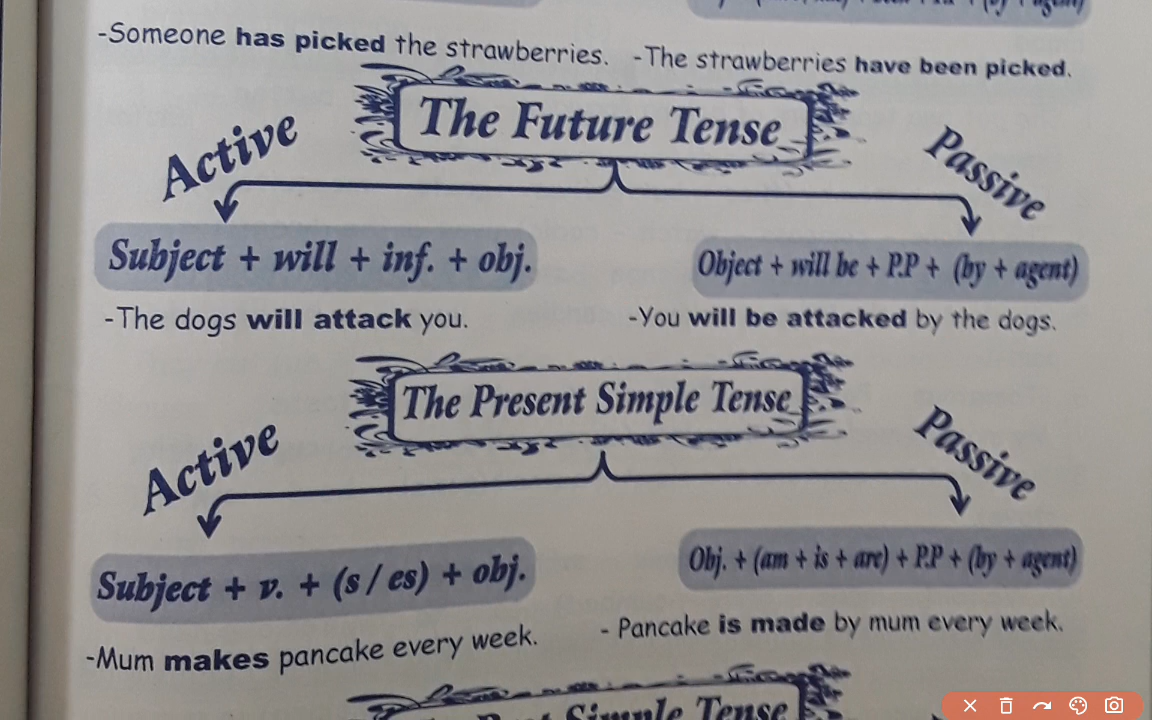 -Someone has picked the strawberries. -The strawberries have been picked.
The Future Tense
Active Passive
Subject + will + inf. + obj. Object + will be + P.P + (by + agent)
-The dogs will attack you. -You will be attacked by the dogs.
The Present Simple Tense
Active Passive
Subject + v. + (s / es) + obj. Obj. + (am + is + are) + P.P + (by + agent)
-Mum makes pancake every week. - Pancake is made by mum every week.
Simple Tense